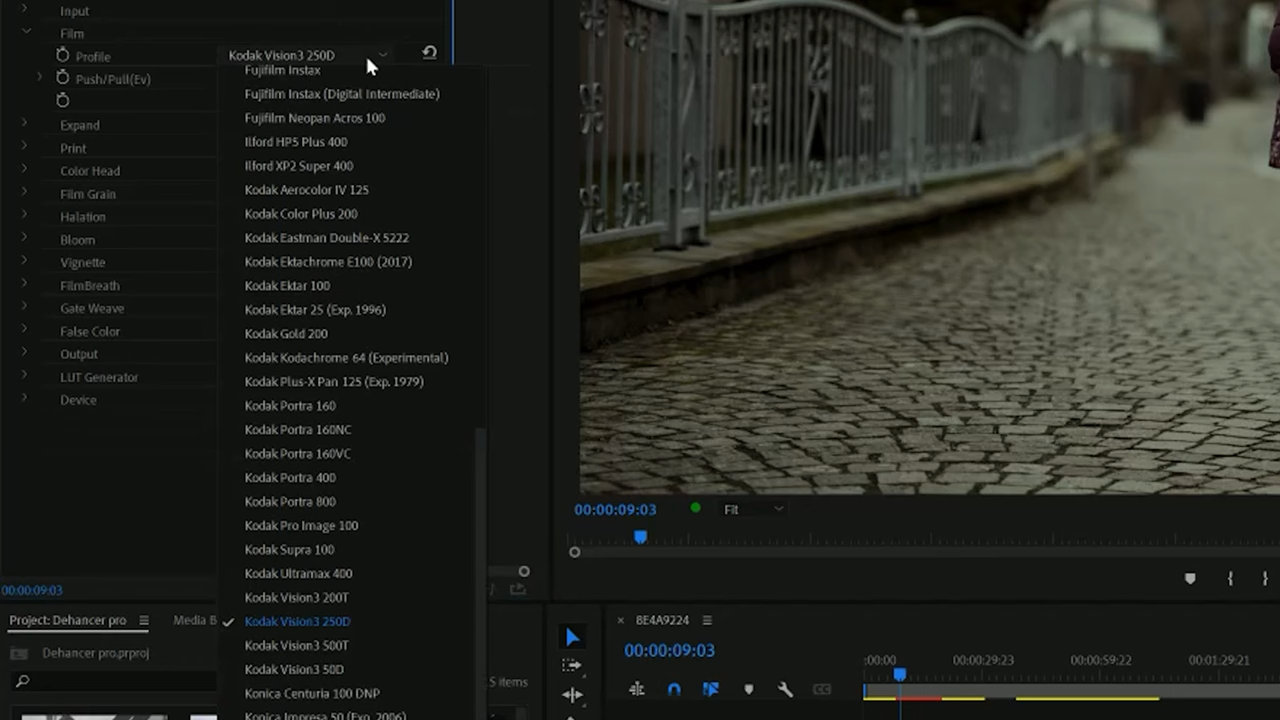 Input
Film
Profile
Kodak Vision3 250D
Push/Pull(Ev)
Expand
Print
Color Head
Film Grain
Halation
Bloom
Vignette
FilmBreath
Gate Weave
False Color
Output
LUT Generator
Device
Fujifilm Instax
Fujifilm Instax (Digital Intermediate)
Fujifilm Neopan Acros 100
Ilford HP5 Plus 400
Ilford XP2 Super 400
Kodak Aerocolor IV 125
Kodak Color Plus 200
Kodak Eastman Double-X 5222
Kodak Ektachrome E100 (2017)
Kodak Ektar 100
Kodak Ektar 25 (Exp. 1996)
Kodak Gold 200
Kodak Kodachrome 64 (Experimental)
Kodak Plus-X Pan 125 (Exp. 1979)
Kodak Portra 160
Kodak Portra 160NC
Kodak Portra 160VC
Kodak Portra 400
Kodak Portra 800
Kodak Pro Image 100
Kodak Supra 100
Kodak Ultramax 400
Kodak Vision3 200T
Kodak Vision3 250D
Kodak Vision3 500T
Kodak Vision3 50D
Konica Centuria 100 DNP
Konica Impresa 50 (Exp. 2006)
00:00:09:03
Project: Dehancer pro
Media B
Dehancer pro.prproj
5 items
00:00:09:03
Fit
8E4A9224
00:00:09:03
:00:00
00:00:29:23
00:00:59:22
00:01:29:21